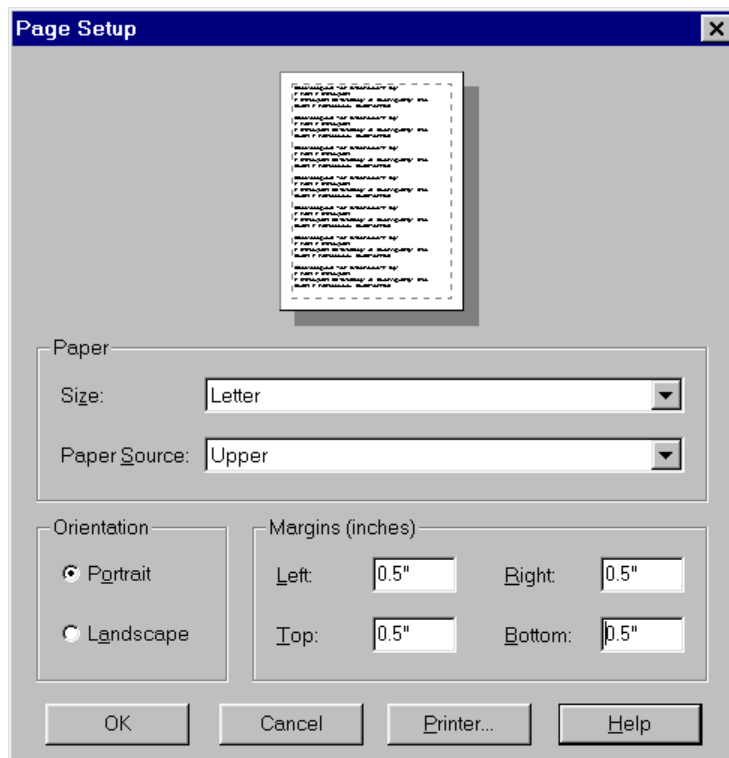 Page Setup
Paper
Size: Letter
Paper Source: Upper
Orientation
Portrait
Landscape
Margins (inches)
Left: 0.5" Right: 0.5"
Top: 0.5" Bottom: 0.5"
OK Cancel Printer... Help